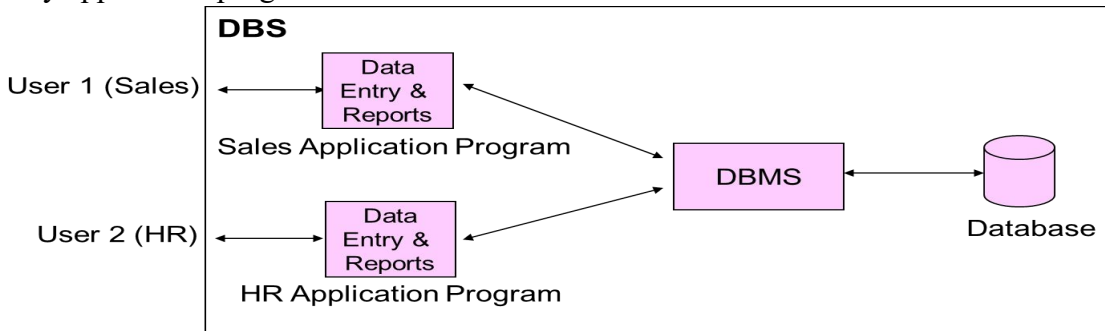 DBS
User 1 (Sales)
Data
Entry &
Reports
Sales Application Program
DBMS
Database
User 2 (HR)
Data
Entry &
Reports
HR Application Program